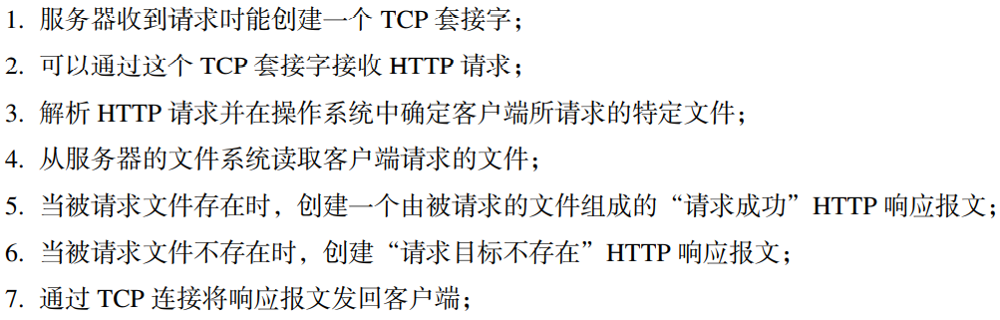 1. 服务器收到请求时能创建一个 TCP 套接字；
2. 可以通过这个 TCP 套接字接收 HTTP 请求；
3. 解析 HTTP 请求并在操作系统中确定客户端所请求的特定文件；
4. 从服务器的文件系统读取客户端请求的文件；
5. 当被请求文件存在时，创建一个由被请求的文件组成的“请求成功”HTTP 响应报文；
6. 当被请求文件不存在时，创建“请求目标不存在”HTTP 响应报文；
7. 通过 TCP 连接将响应报文发回客户端；